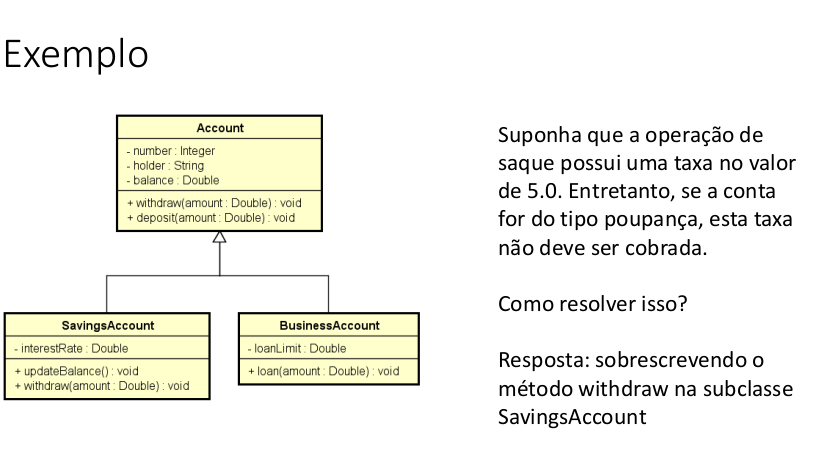 Exemplo
Account
- number : Integer
- holder : String
- balance : Double
+ withdraw(amount : Double) : void
+ deposit(amount : Double) : void
SavingsAccount
- interestRate : Double
+ updateBalance() : void
+ withdraw(amount : Double) : void
BusinessAccount
- loanLimit : Double
+ loan(amount : Double) : void
Suponha que a operação de
saque possui uma taxa no valor
de 5.0. Entretanto, se a conta
for do tipo poupança, esta taxa
não deve ser cobrada.
Como resolver isso?
Resposta: sobrescrevendo o
método withdraw na subclasse
SavingsAccount